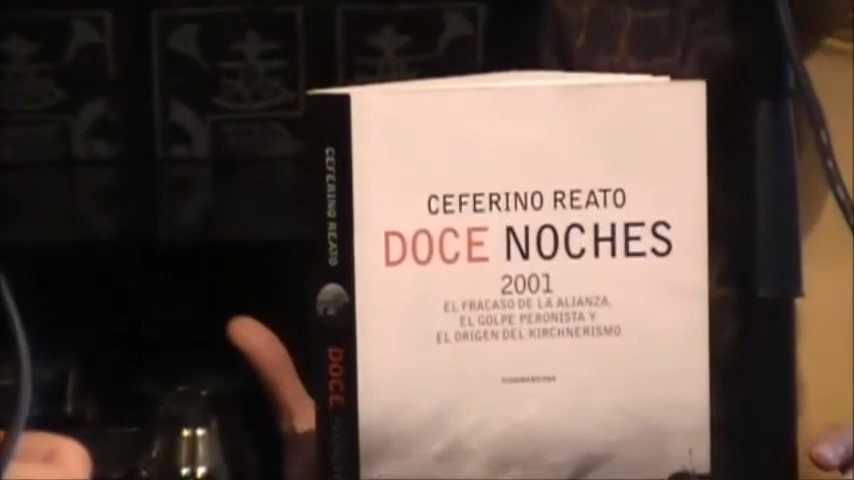 CEFERINO REATO
DOCE NOCHES
2001
EL FRACASO DE LA ALIANZA,
EL GOLPE PERONISTA Y
EL ORIGEN DEL KIRCHNERISMO
CEFERINO REATO
DOCE